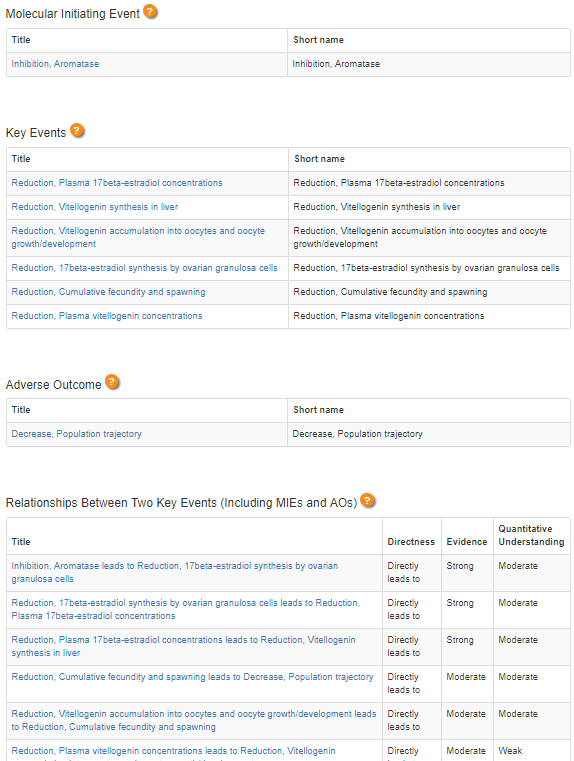 Molecular Initiating Event ?
Title Short name
Inhibition, Aromatase Inhibition, Aromatase
Key Events ?
Title Short name
Reduction, Plasma 17beta-estradiol concentrations Reduction, Plasma 17beta-estradiol concentrations
Reduction, Vitellogenin synthesis in liver Reduction, Vitellogenin synthesis in liver
Reduction, Vitellogenin accumulation into oocytes and oocyte Reduction, Vitellogenin accumulation into oocytes and oocyte
growth/development growth/development
Reduction, 17beta-estradiol synthesis by ovarian granulosa cells Reduction, 17beta-estradiol synthesis by ovarian granulosa cells
Reduction, Cumulative fecundity and spawning Reduction, Cumulative fecundity and spawning
Reduction, Plasma vitellogenin concentrations Reduction, Plasma vitellogenin concentrations
Adverse Outcome ?
Title Short name
Decrease, Population trajectory Decrease, Population trajectory
Relationships Between Two Key Events (Including MIEs and AOs) ?
Quantitative
Title Directness Evidence Understanding
Inhibition, Aromatase leads to Reduction, 17beta-estradiol synthesis by ovarian Directly Strong Moderate
granulosa cells leads to
Reduction, 17beta-estradiol synthesis by ovarian granulosa cells leads to Reduction, Directly Strong Moderate
Plasma 17beta-estradiol concentrations leads to
Reduction, Plasma 17beta-estradiol concentrations leads to Reduction, Vitellogenin Directly Strong Moderate
synthesis in liver leads to
Reduction, Cumulative fecundity and spawning leads to Decrease, Population trajectory Directly Moderate Moderate
leads to
Reduction, Vitellogenin accumulation into oocytes and oocyte growth/development leads Directly Moderate Moderate
to Reduction, Cumulative fecundity and spawning leads to
Reduction, Plasma vitellogenin concentrations leads to Reduction, Vitellogenin Directly Moderate Weak